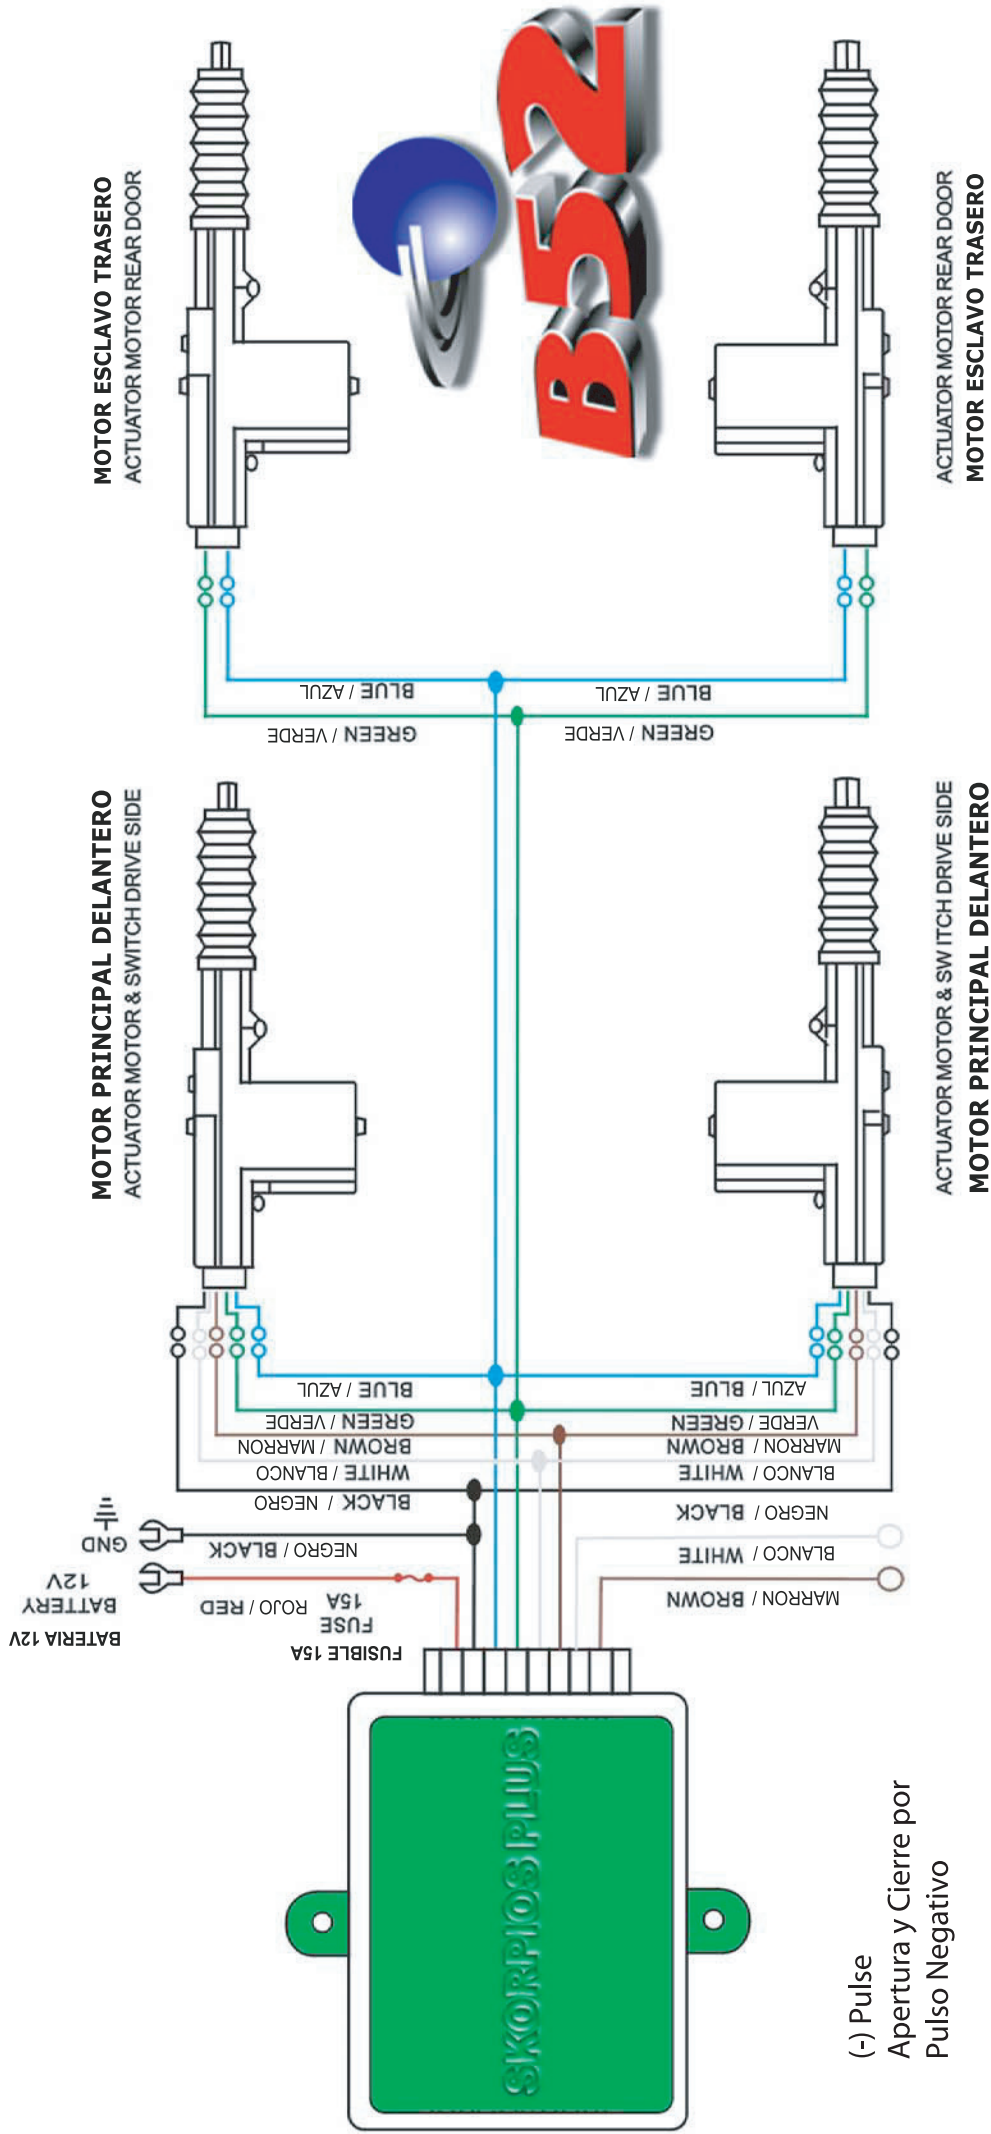 MOTOR ESCLAVO TRASERO
ACTUATOR MOTOR REAR DOOR
B52
ACTUATOR MOTOR REAR DOOR
MOTOR ESCLAVO TRASERO
BLUE / AZUL
BLUE / AZUL
GREEN / VERDE
GREEN / VERDE
MOTOR PRINCIPAL DELANTERO
ACTUATOR MOTOR & SWITCH DRIVE SIDE
ACTUATOR MOTOR & SWITCH DRIVE SIDE
MOTOR PRINCIPAL DELANTERO
BLUE / AZUL
AZUL / BLUE
GREEN / VERDE
VERDE / GREEN
BROWN / MARRON
MARRON / BROWN
WHITE / BLANCO
BLANCO / WHITE
BLACK / NEGRO
NEGRO / BLACK
GND
NEGRO / BLACK
BLANCO / WHITE
BATTERY
12V
ROJO / RED
FUSE
15A
MARRON / BROWN
BATERIA 12V
FUSIBLE 15A
SKORPIOS PLUS
(-) Pulse
Apertura y Cierre por
Pulso Negativo